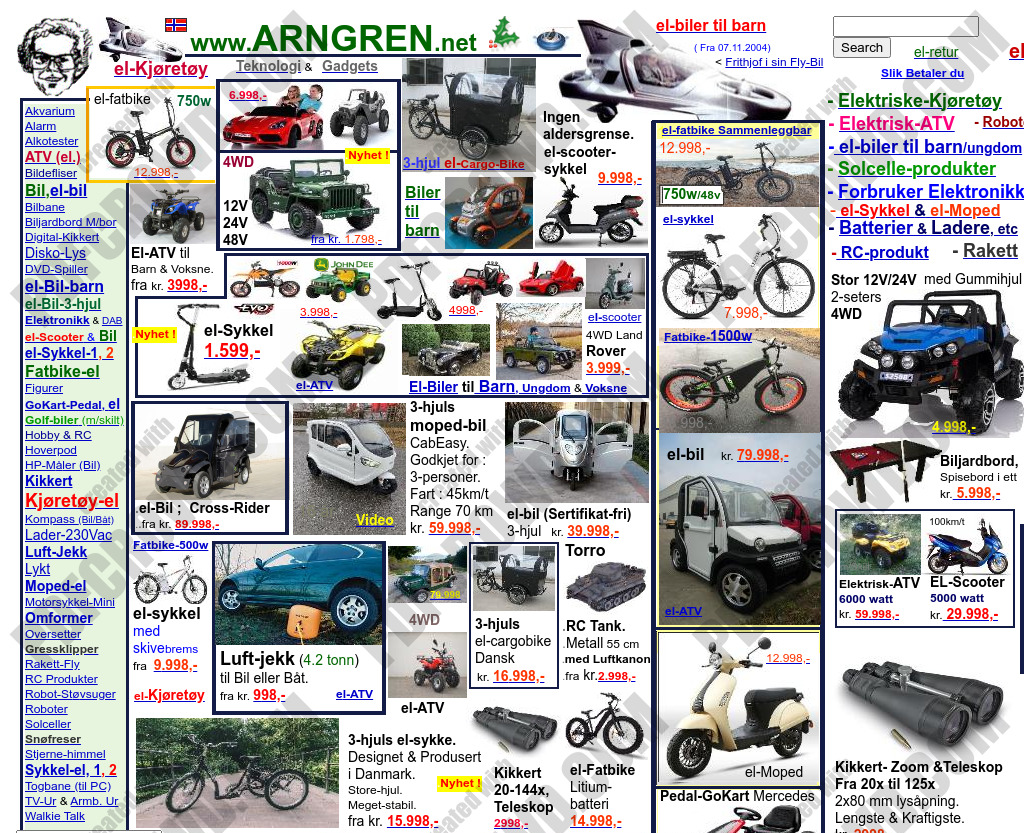 www.ARNGREN.net
el-Kjøretøy
Teknologi & Gadgets
el-biler til barn
( Fra 07.11.2004)
< Frithjof i sin Fly-Bil
Search
el-retur
Slik Betaler du
- Elektriske-Kjøretøy
- Elektrisk-ATV
- el-biler til barn/ungdom
- Solcelle-produkter
- Forbruker Elektronikk
- el-Sykkel & el-Moped
- Batterier & Ladere, etc
- RC-produkt
- Rakett
Akvarium
Alarm
Alkotester
ATV (el.)
Bildefliser
Bil,el-bil
Bilbane
Biljardbord M/bor
Digital-Kikkert
Disko-Lys
DVD-Spiller
el-Bil-barn
el-Bil-3-hjul
Elektronikk & DAB
el-Scooter & Bil
el-Sykkel-1, 2
Fatbike-el
Figurer
GoKart-Pedal, el
Golf-biler (m/skilt)
Hobby & RC
Hoverpod
HP-Måler (Bil)
Kikkert
Kjøretøy-el
Kompass (Bil/Båt)
Lader-230Vac
Luft-Jekk
Lykt
Moped-el
Motorsykkel-Mini
Omformer
Oversetter
Gressklipper
Rakett-Fly
RC Produkter
Robot-Støvsuger
Roboter
Solceller
Snøfreser
Stjerne-himmel
Sykkel-el, 1, 2
Togbane (til PC)
TV-Ur & Armb. Ur
Walkie Talk
el-fatbike 750w
12.998,-
6.998,-
Nyhet !
4WD
12V
24V
48V
fra kr. 1.798,-
3-hjul el-Cargo-Bike
Biler
til
barn
Ingen
aldersgrense.
el-scooter-
sykkel 9.998,-
El-ATV til
Barn & Voksne.
fra kr. 3998,-
1000W
JOHN DEERE
EVO
3.998,-
4998,-
el-scooter
4WD Land
Rover
3.999,-
Nyhet !
el-Sykkel
1.599,-
el-ATV
El-Biler til Barn, Ungdom & Voksne
el-fatbike Sammenleggbar
12.998,-
750w/48v
el-sykkel
7.998,-
Fatbike-1500w
el-bil kr. 79.998,-
el-ATV
12.998,-
el-Moped
Pedal-GoKart Mercedes
Stor 12V/24V med Gummihjul
2-seters
4WD
4.998,-
Biljardbord,
Spisebord i ett
kr. 5.998,-
.el-Bil ; Cross-Rider
..fra kr. 89.998,-
Video
3-hjuls
moped-bil
CabEasy.
Godkjet for :
3-personer.
Fart : 45km/t
Range 70 km
kr. 59.998,-
el-bil (Sertifikat-fri)
3-hjul kr. 39.998,-
Elektrisk-ATV
6000 watt
kr. 59.998,-
100km/t
EL-Scooter
5000 watt
kr. 29.998,-
Fatbike-500w
el-sykkel
med
skivebrems
fra 9.998,-
el-Kjøretøy
Luft-jekk (4.2 tonn)
til Bil eller Båt.
fra kr. 998,-
el-ATV
79.998
4WD
el-ATV
3-hjuls
el-cargobike
Dansk
kr. 16.998,-
Torro
.RC Tank.
.Metall 55 cm
.med Luftkanon
.fra kr.2.998,-
3-hjuls el-sykke.
Designet & Produsert
i Danmark.
Store-hjul.
Meget-stabil.
fra kr. 15.998,-
Nyhet !
Kikkert
20-144x,
Teleskop
2998,-
el-Fatbike
Litium-
batteri
14.998,-
Kikkert- Zoom &Teleskop
Fra 20x til 125x
2x80 mm lysåpning.
Lengste & Kraftigste.